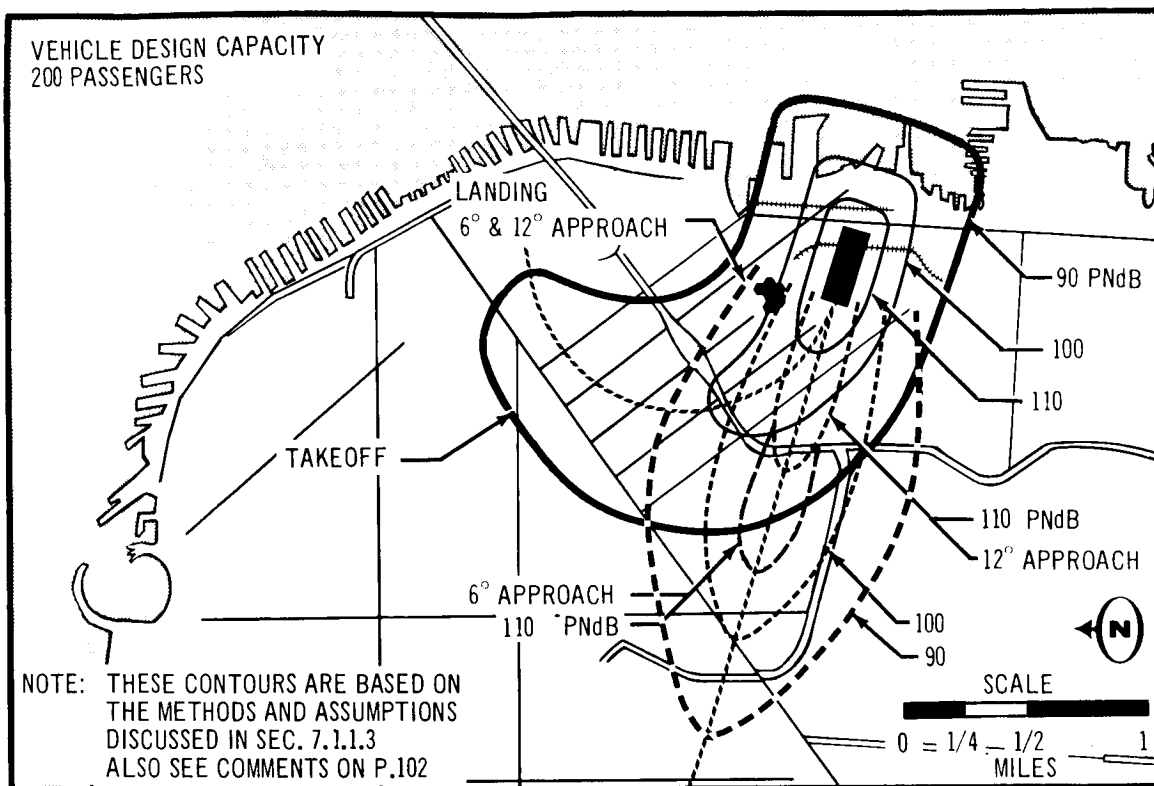 VEHICLE DESIGN CAPACITY
200 PASSENGERS
LANDING
6° & 12° APPROACH
90 PNdB
100
110
TAKEOFF
110 PNdB
12° APPROACH
6° APPROACH
110 PNdB
100
90
N
NOTE: THESE CONTOURS ARE BASED ON
THE METHODS AND ASSUMPTIONS
DISCUSSED IN SEC. 7.1.1.3
ALSO SEE COMMENTS ON P.102
SCALE
0 = 1/4 – 1/2 1
MILES